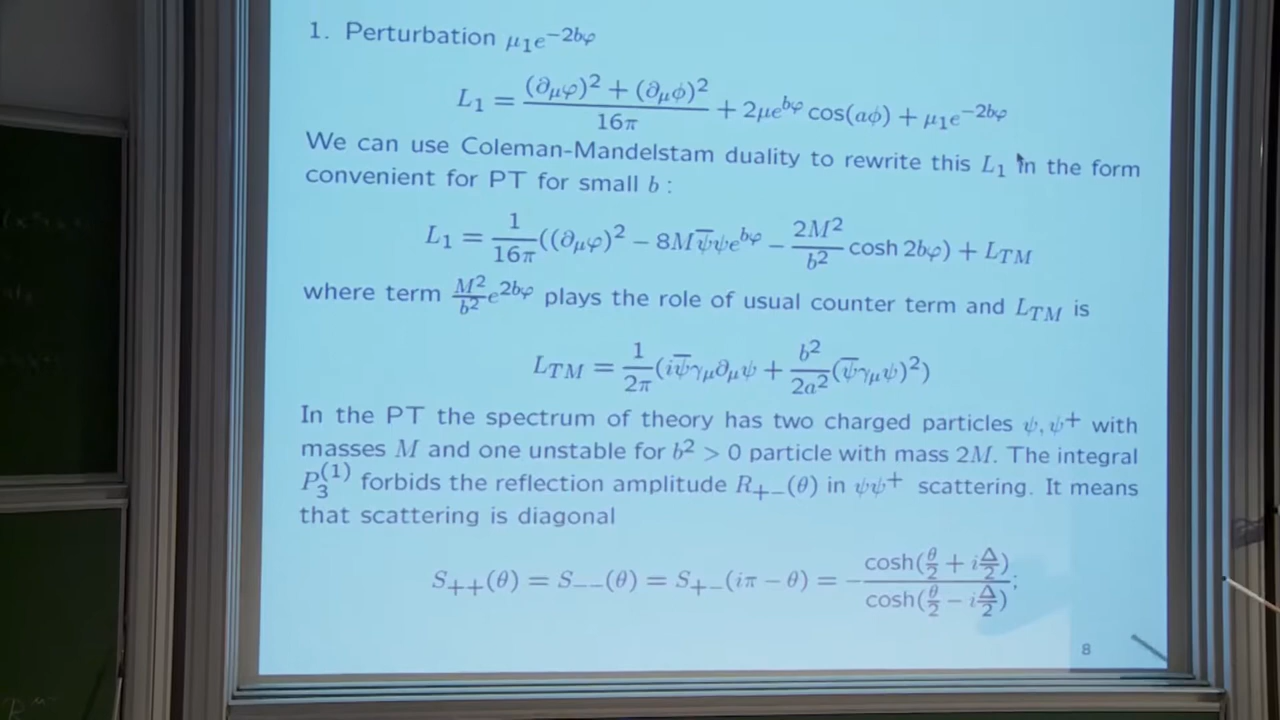 1. Perturbation μ₁e^{−2bφ}
L₁ = ((∂_μφ)² + (∂_μϕ)²)/16π + 2μe^{bφ} cos(aϕ) + μ₁e^{−2bφ}
We can use Coleman-Mandelstam duality to rewrite this L₁ in the form
convenient for PT for small b :
L₁ = 1/16π ((∂_μφ)² − 8Mψ̄ψe^{bφ} − 2M²/b² cosh 2bφ) + L_{TM}
where term M²/b² e^{2bφ} plays the role of usual counter term and L_{TM} is
L_{TM} = 1/2π (iψ̄γ_μ∂_μψ + b²/2a² (ψ̄γ_μψ)²)
In the PT the spectrum of theory has two charged particles ψ, ψ⁺ with
masses M and one unstable for b² > 0 particle with mass 2M. The integral
P₃^{(1)} forbids the reflection amplitude R₊₋(θ) in ψψ⁺ scattering. It means
that scattering is diagonal
S₊₊(θ) = S₋₋(θ) = S₊₋(iπ − θ) = − cosh(θ/2 + iΔ/2)/cosh(θ/2 − iΔ/2);
8